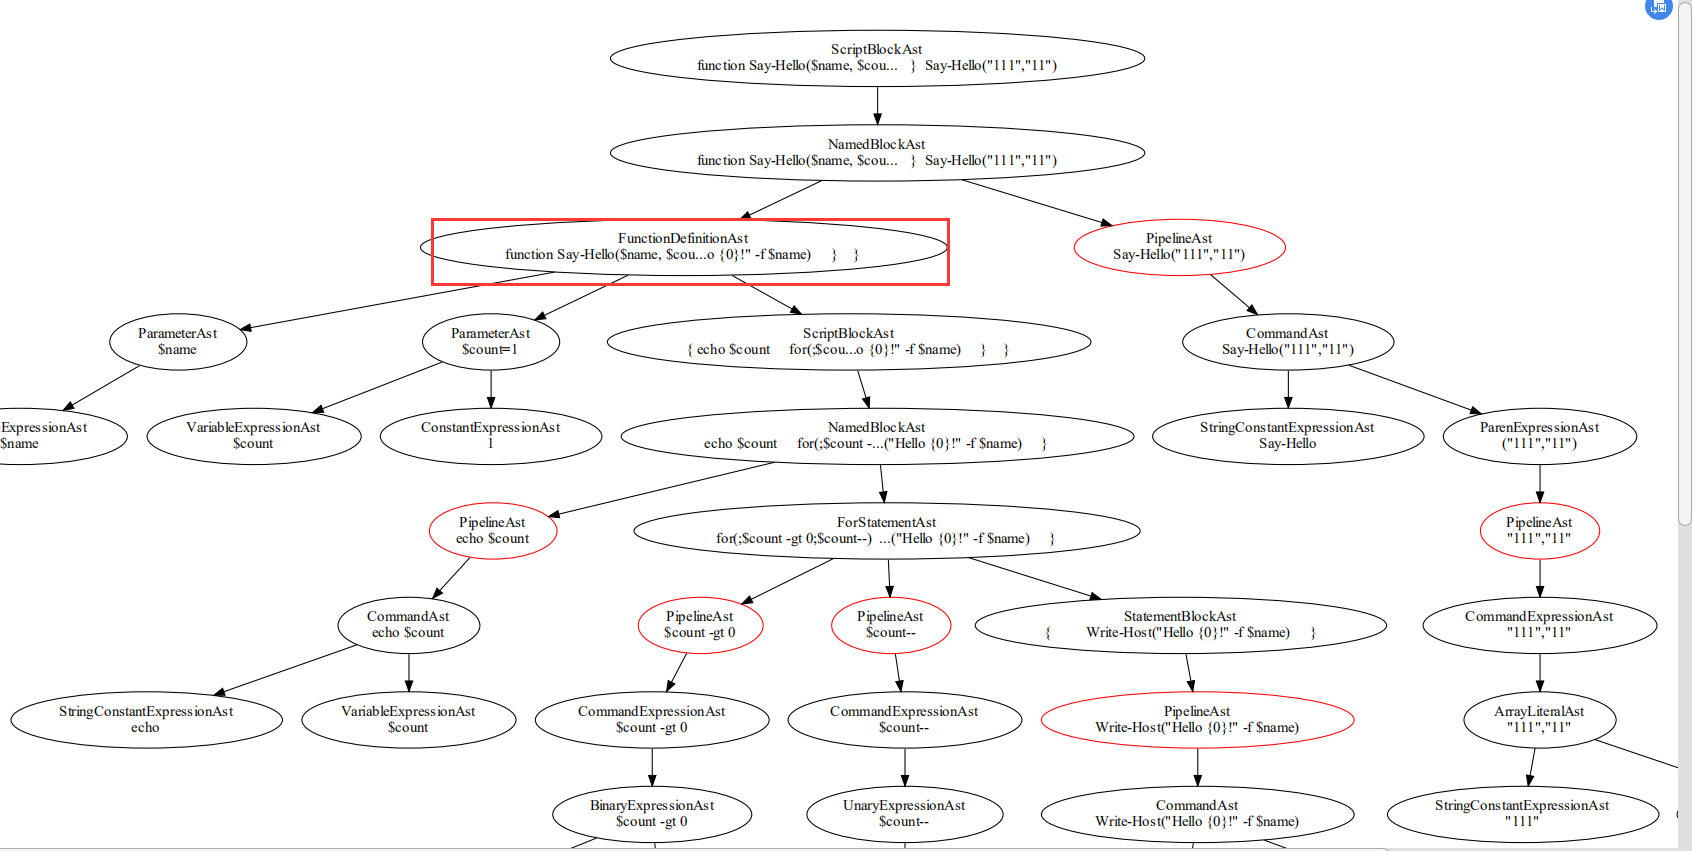 ScriptBlockAst
function Say-Hello($name, $cou... } Say-Hello("111","11")
NamedBlockAst
function Say-Hello($name, $cou... } Say-Hello("111","11")
FunctionDefinitionAst
function Say-Hello($name, $cou...o {0}!" -f $name) } }
PipelineAst
Say-Hello("111","11")
ParameterAst
$name
ParameterAst
$count=1
ScriptBlockAst
{ echo $count for(;$cou...o {0}!" -f $name) } }
CommandAst
Say-Hello("111","11")
ExpressionAst
$name
VariableExpressionAst
$count
ConstantExpressionAst
1
NamedBlockAst
echo $count for(;$count -...("Hello {0}!" -f $name) }
StringConstantExpressionAst
Say-Hello
ParenExpressionAst
("111","11")
PipelineAst
echo $count
ForStatementAst
for(;$count -gt 0;$count--) ...("Hello {0}!" -f $name) }
PipelineAst
"111","11"
CommandAst
echo $count
PipelineAst
$count -gt 0
PipelineAst
$count--
StatementBlockAst
{ Write-Host("Hello {0}!" -f $name) }
CommandExpressionAst
"111","11"
StringConstantExpressionAst
echo
VariableExpressionAst
$count
CommandExpressionAst
$count -gt 0
CommandExpressionAst
$count--
PipelineAst
Write-Host("Hello {0}!" -f $name)
ArrayLiteralAst
"111","11"
BinaryExpressionAst
$count -gt 0
UnaryExpressionAst
$count--
CommandAst
Write-Host("Hello {0}!" -f $name)
StringConstantExpressionAst
"111"